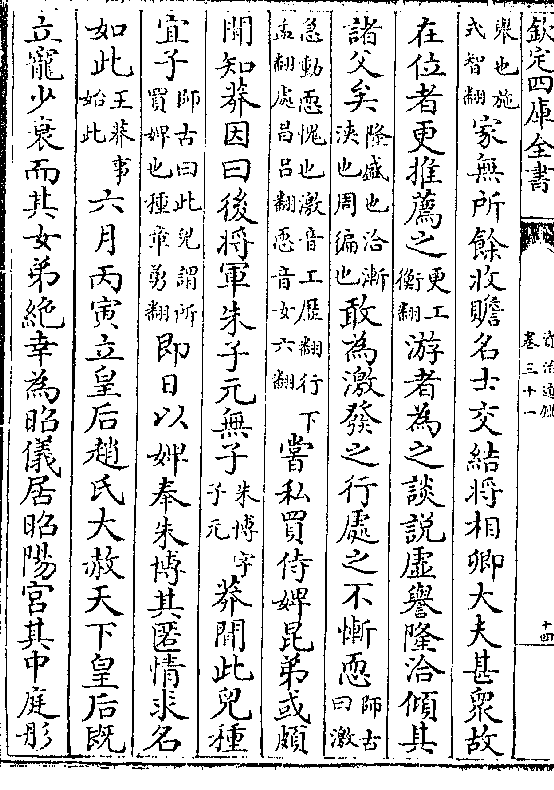 欽定四庫全書
資治通鑑
卷三十一
十四
舉也施式智翻家無所餘收贍名士交結將相卿大夫甚衆故
在位者更推薦之更工衡翻游者為之談說虛譽隆洽傾其
諸父矣隆盛也洽漸浹也周徧也敢為激發之行處之不慙恧師古曰激
急動恧愧也激音工歷翻行下孟翻處昌呂翻恧音女六翻嘗私買侍婢昆弟或頗
聞知莽因曰後將軍朱子元無子朱博字子元莽聞此兒種
宜子師古曰此兒謂所買婢也種章勇翻即日以婢奉朱博其匿情求名
如此王莽事始此六月丙寅立皇后趙氏大赦天下皇后既
立寵少衰而其女弟絶幸為昭儀居昭陽宮其中庭彤